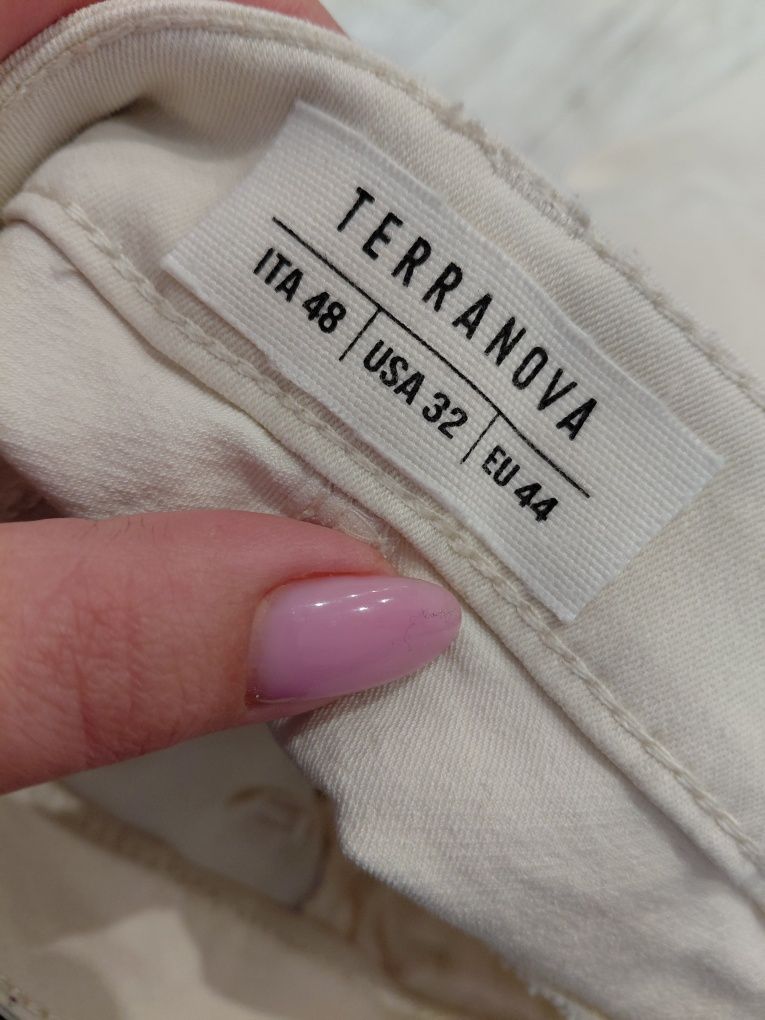 TERRANOVA
ITA 48 | USA 32 | EU 44